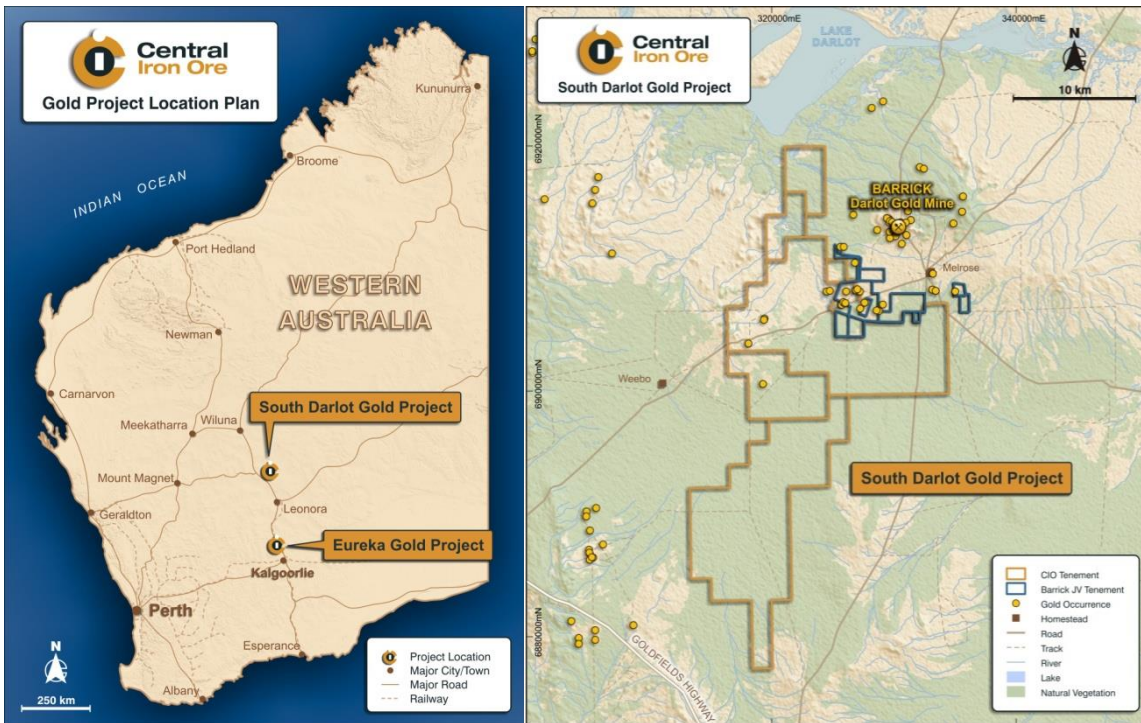 Central
Iron Ore
Gold Project Location Plan
INDIAN OCEAN
Kununurra
Broome
Port Hedland
WESTERN
AUSTRALIA
Newman
Carnarvon
South Darlot Gold Project
Meekatharra
Wiluna
Mount Magnet
Leonora
Geraldton
Eureka Gold Project
Kalgoorlie
Perth
Esperance
Albany
N
250 km
Project Location
Major City/Town
Major Road
Railway
Central
Iron Ore
South Darlot Gold Project
320000mE
340000mE
LAKE
DARLOT
N
10 km
6920000mN
BARRICK
Darlot Gold Mine
Melrose
Weebo
6900000mN
South Darlot Gold Project
6880000mN
GOLDFIELDS HIGHWAY
CIO Tenement
Barrick JV Tenement
Gold Occurrence
Homestead
Road
Track
River
Lake
Natural Vegetation